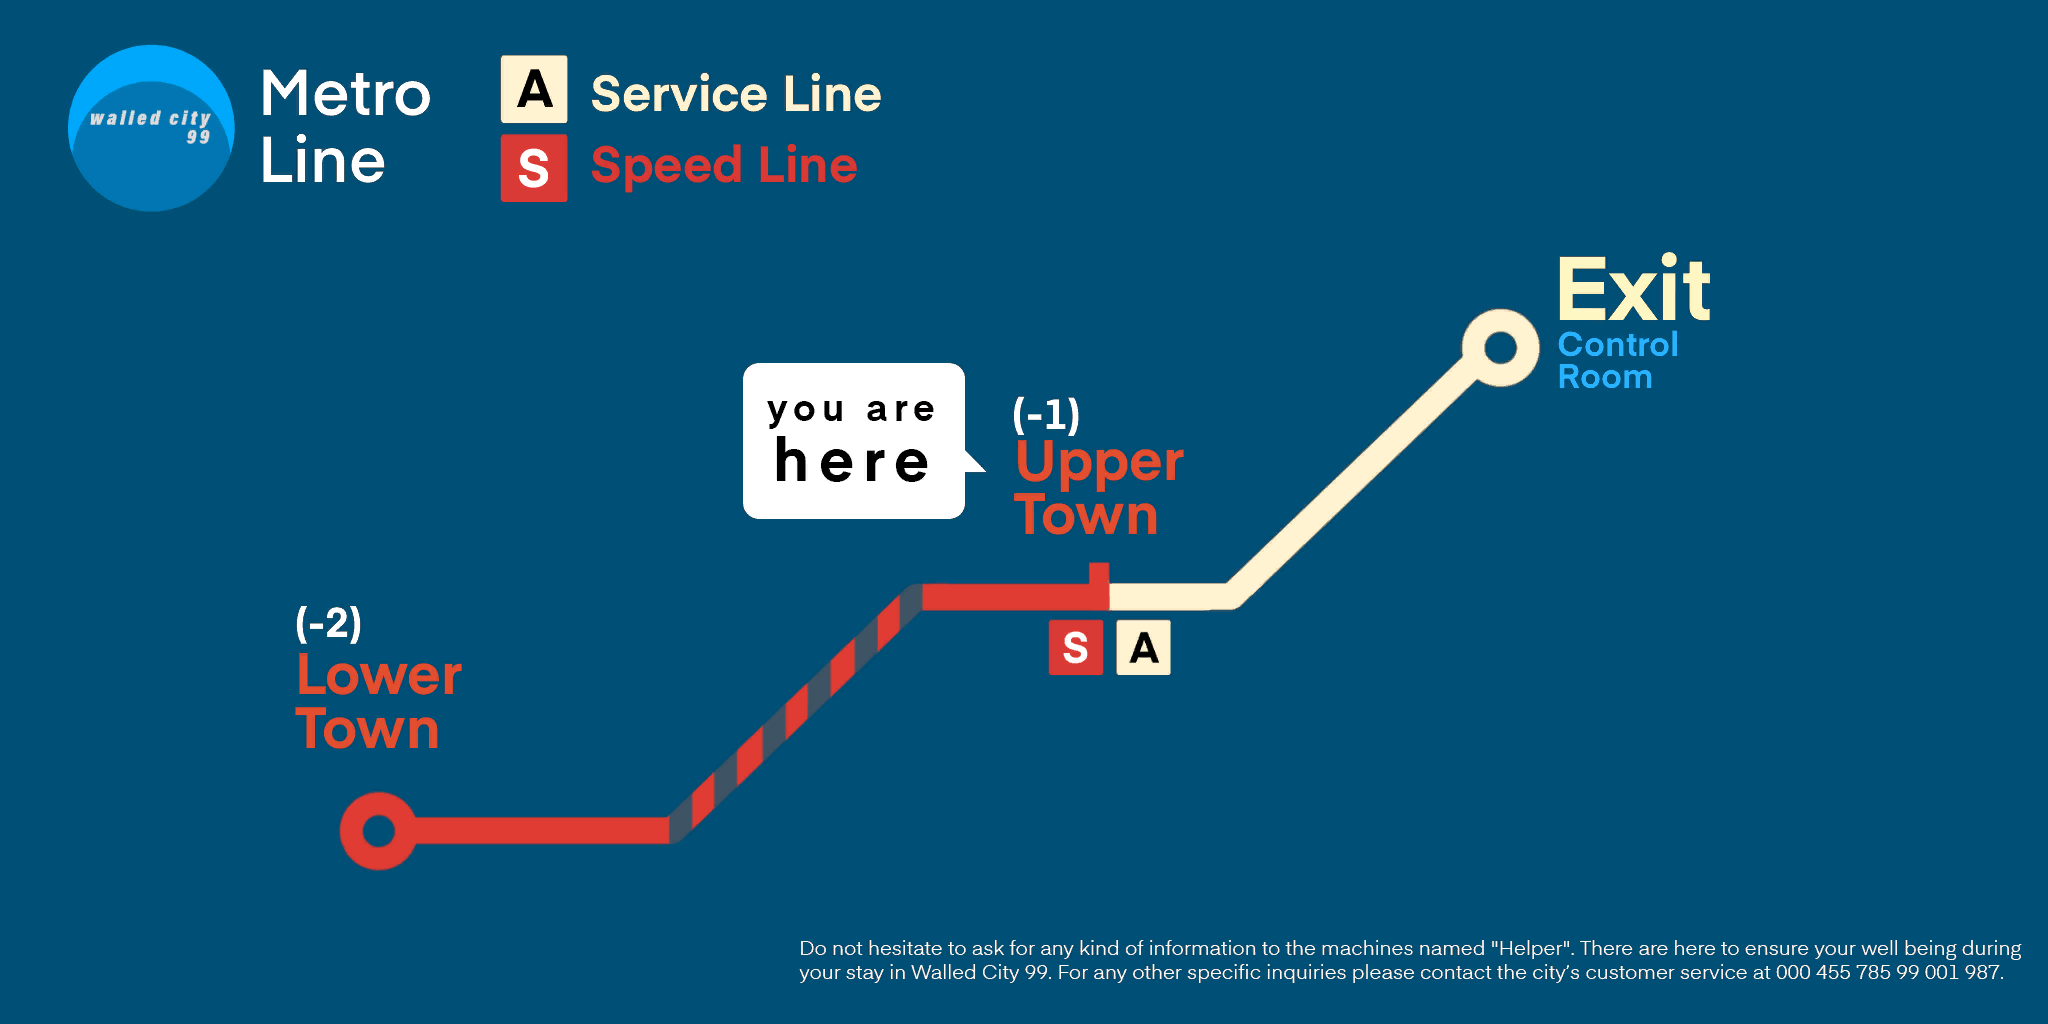 walled city
99
Metro
Line
A Service Line
S Speed Line
Exit
Control
Room
you are
here
(-1)
Upper
Town
S A
(-2)
Lower
Town
Do not hesitate to ask for any kind of information to the machines named "Helper". There are here to ensure your well being during
your stay in Walled City 99. For any other specific inquiries please contact the city’s customer service at 000 455 785 99 001 987.